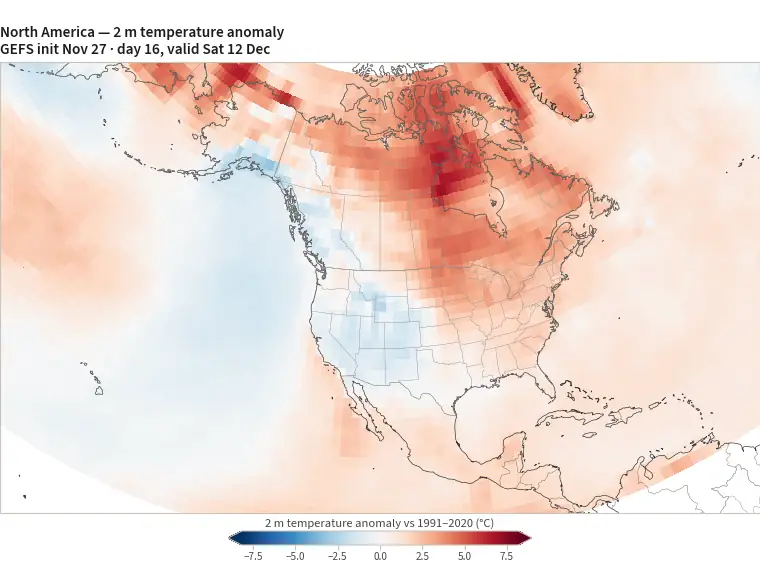 North America — 2 m temperature anomaly
GEFS init Nov 27 · day 16, valid Sat 12 Dec
2 m temperature anomaly vs 1991–2020 (°C)
−7.5 −5.0 −2.5 0.0 2.5 5.0 7.5